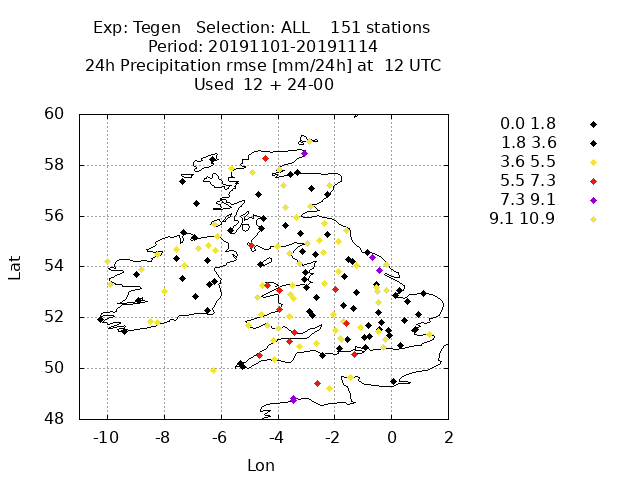 Exp: Tegen Selection: ALL 151 stations
Period: 20191101-20191114
24h Precipitation rmse [mm/24h] at 12 UTC
Used 12 + 24-00
0.0 1.8
1.8 3.6
3.6 5.5
5.5 7.3
7.3 9.1
9.1 10.9
Lat
60
58
56
54
52
50
48
-10 -8 -6 -4 -2 0 2
Lon